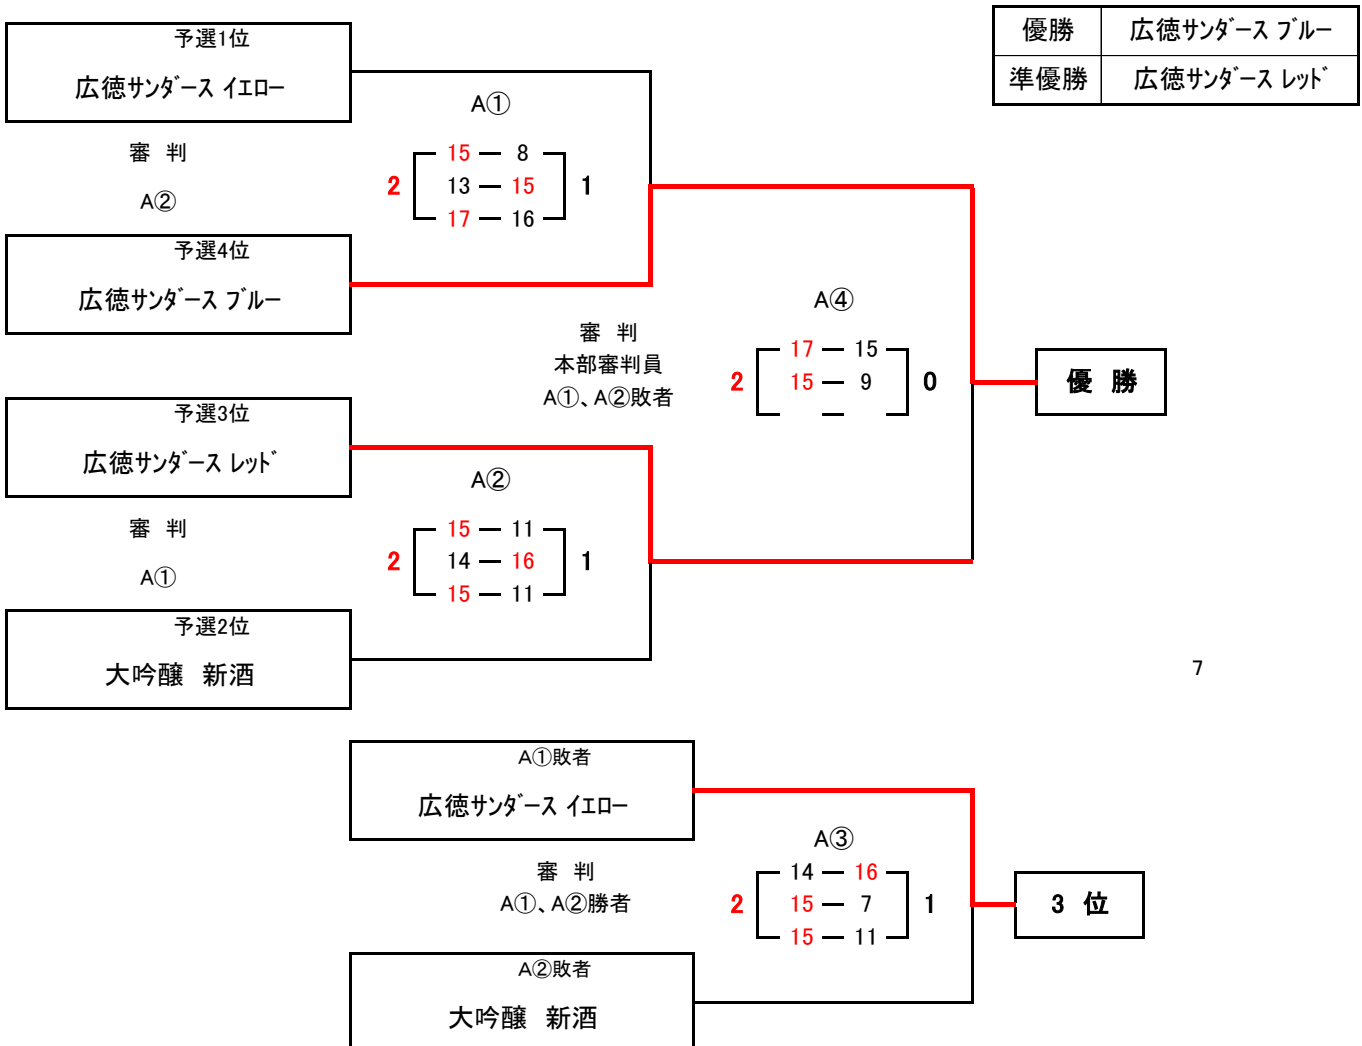 優勝 広徳サンダース ブルー
準優勝 広徳サンダース レッド
予選1位
広徳サンダース イエロー
審 判
A②
A①
15 ― 8
2 13 ― 15 1
17 ― 16
予選4位
広徳サンダース ブルー
審 判
本部審判員
A①、A②敗者
A④
17 ― 15
2 15 ― 9 0
―
優 勝
予選3位
広徳サンダース レッド
審 判
A①
A②
15 ― 11
2 14 ― 16 1
15 ― 11
予選2位
大吟醸 新酒
7
A①敗者
広徳サンダース イエロー
審 判
A①、A②勝者
A③
14 ― 16
2 15 ― 7 1
15 ― 11
3 位
A②敗者
大吟醸 新酒